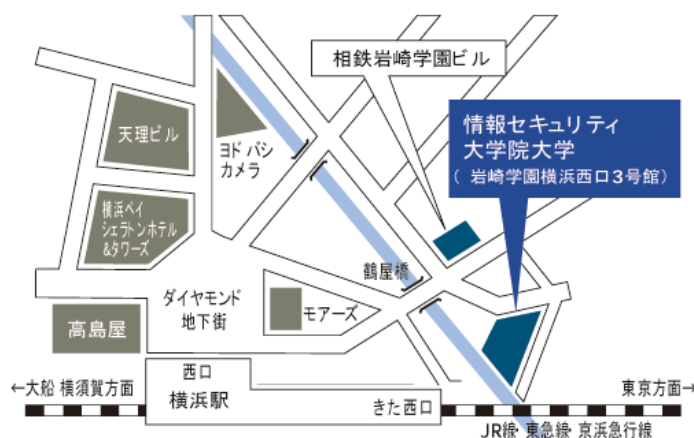 相鉄岩崎学園ビル
情報セキュリティ
大学院大学
( 岩崎学園横浜西口3号館)
天理ビル
ヨドバシ
カメラ
横浜ベイ
シェラトンホテル
&タワーズ
鶴屋橋
ダイヤモンド
地下街
モアーズ
高島屋
西口
横浜駅
きた西口
←大船 横須賀方面
東京方面→
JR線・東急線・京浜急行線